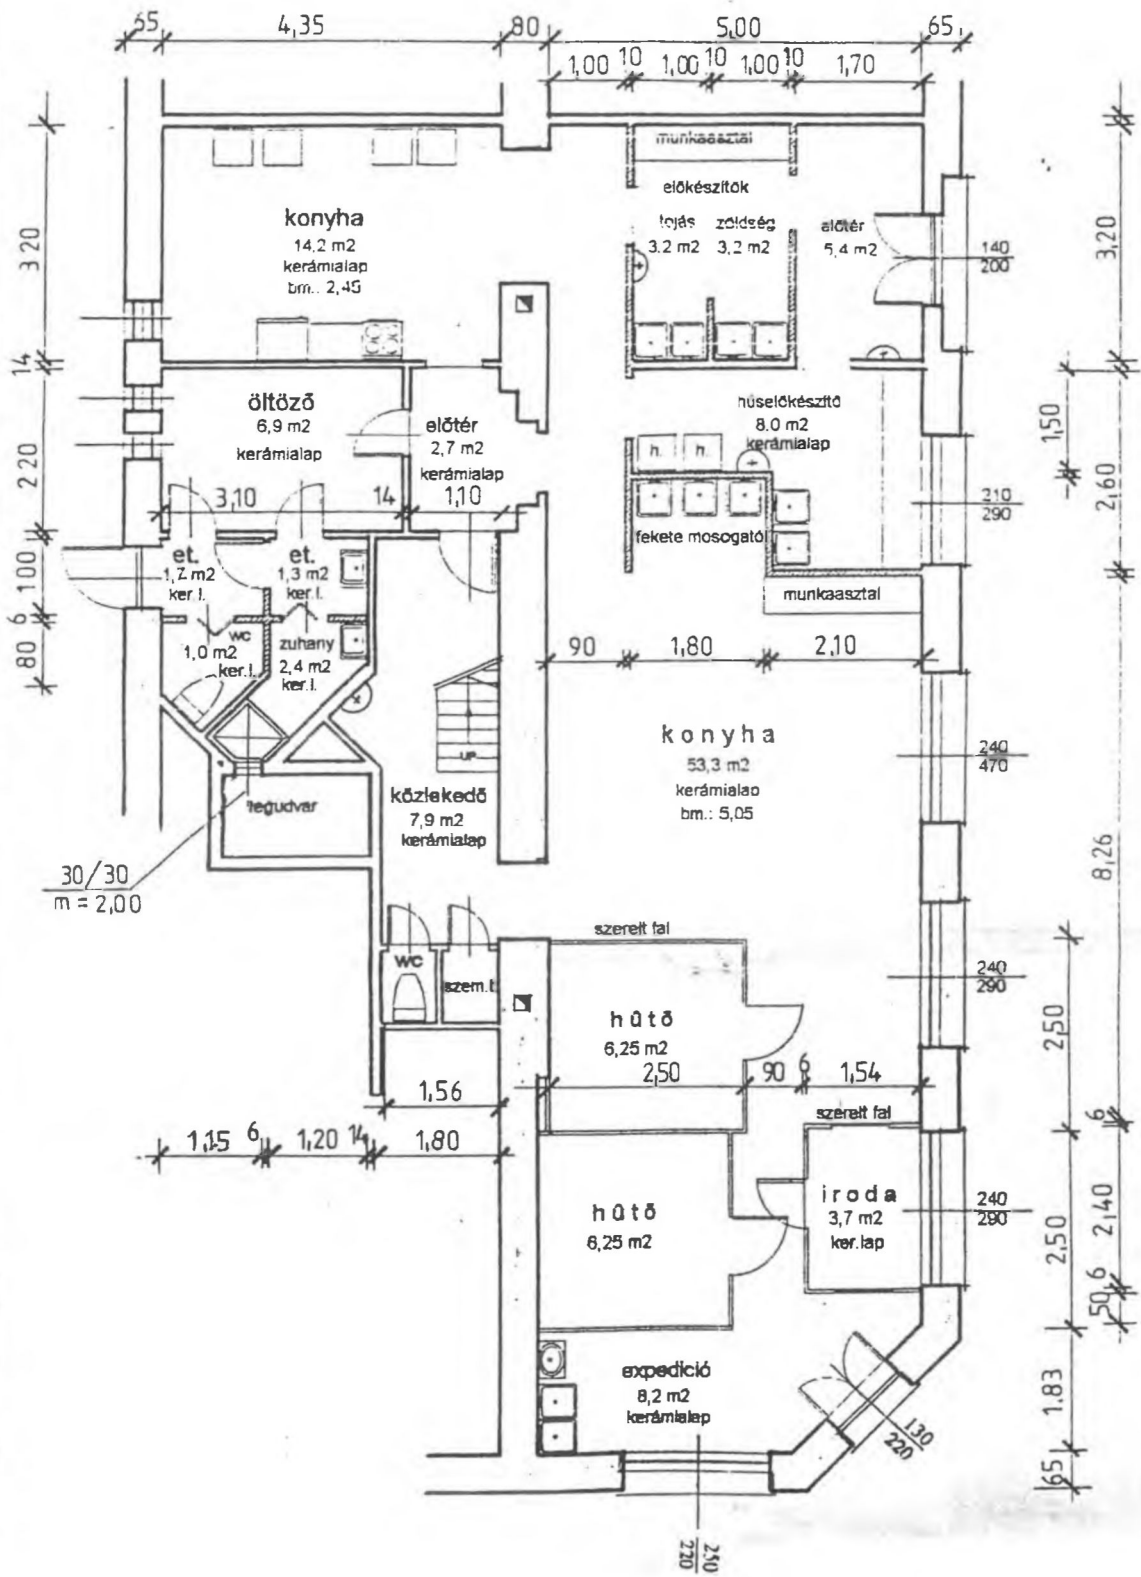 65
4,35
80
5,00
65
1,00
10
1,00
10
1,00
10
1,70
munkaasztal
előkészítők
tojás
3.2 m2
zöldség
3,2 m2
előtér
5,4 m2
140
200
3,20
konyha
14,2 m2
kerámialap
bm.: 2,45
3,20
14
öltöző
6,9 m2
kerámialap
előtér
2,7 m2
kerámialap
3,10
14
1,10
2,20
húselőkészítő
8.0 m2
kerámialap
h.
h.
1,50
2,60
210
290
fekete mosogató
munkaasztal
et.
1,7 m2
ker.l.
et.
1,3 m2
ker.l.
100
6
80
wc
1,0 m2
ker.l.
zuhany
2,4 m2
ker.l.
90
1,80
2,10
UP
konyha
53,3 m2
kerámialap
bm.: 5,05
240
470
légudvar
közlekedő
7,9 m2
kerámialap
30/30
m = 2,00
8,26
szerelt fal
WC
szem.t.
hűtő
6,25 m2
240
290
2,50
2,50
90
6
1,54
1,56
szerelt fal
1,15
6
1,20
14
1,80
6
hűtő
6,25 m2
iroda
3,7 m2
ker.lap
240
290
2,50
2,40
6
50
expedíció
8,2 m2
kerámialap
130
220
1.83
65
250
220